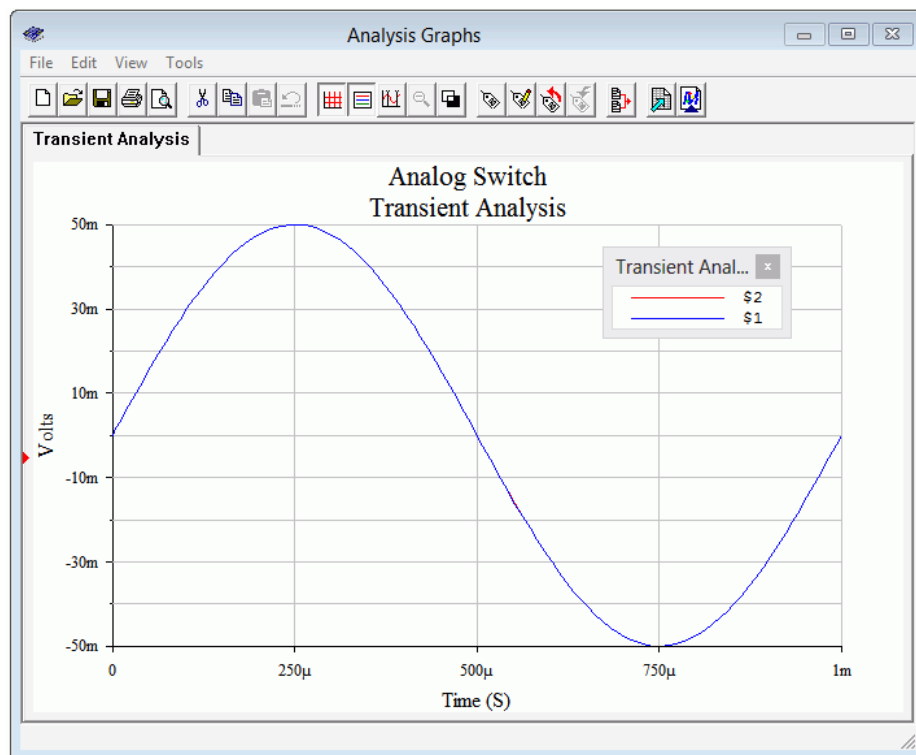 Analysis Graphs
File Edit View Tools
Transient Analysis
Analog Switch
Transient Analysis
50m
30m
10m
-10m
-30m
-50m
Volts
Transient Anal... x
$2
$1
0 250µ 500µ 750µ 1m
Time (S)